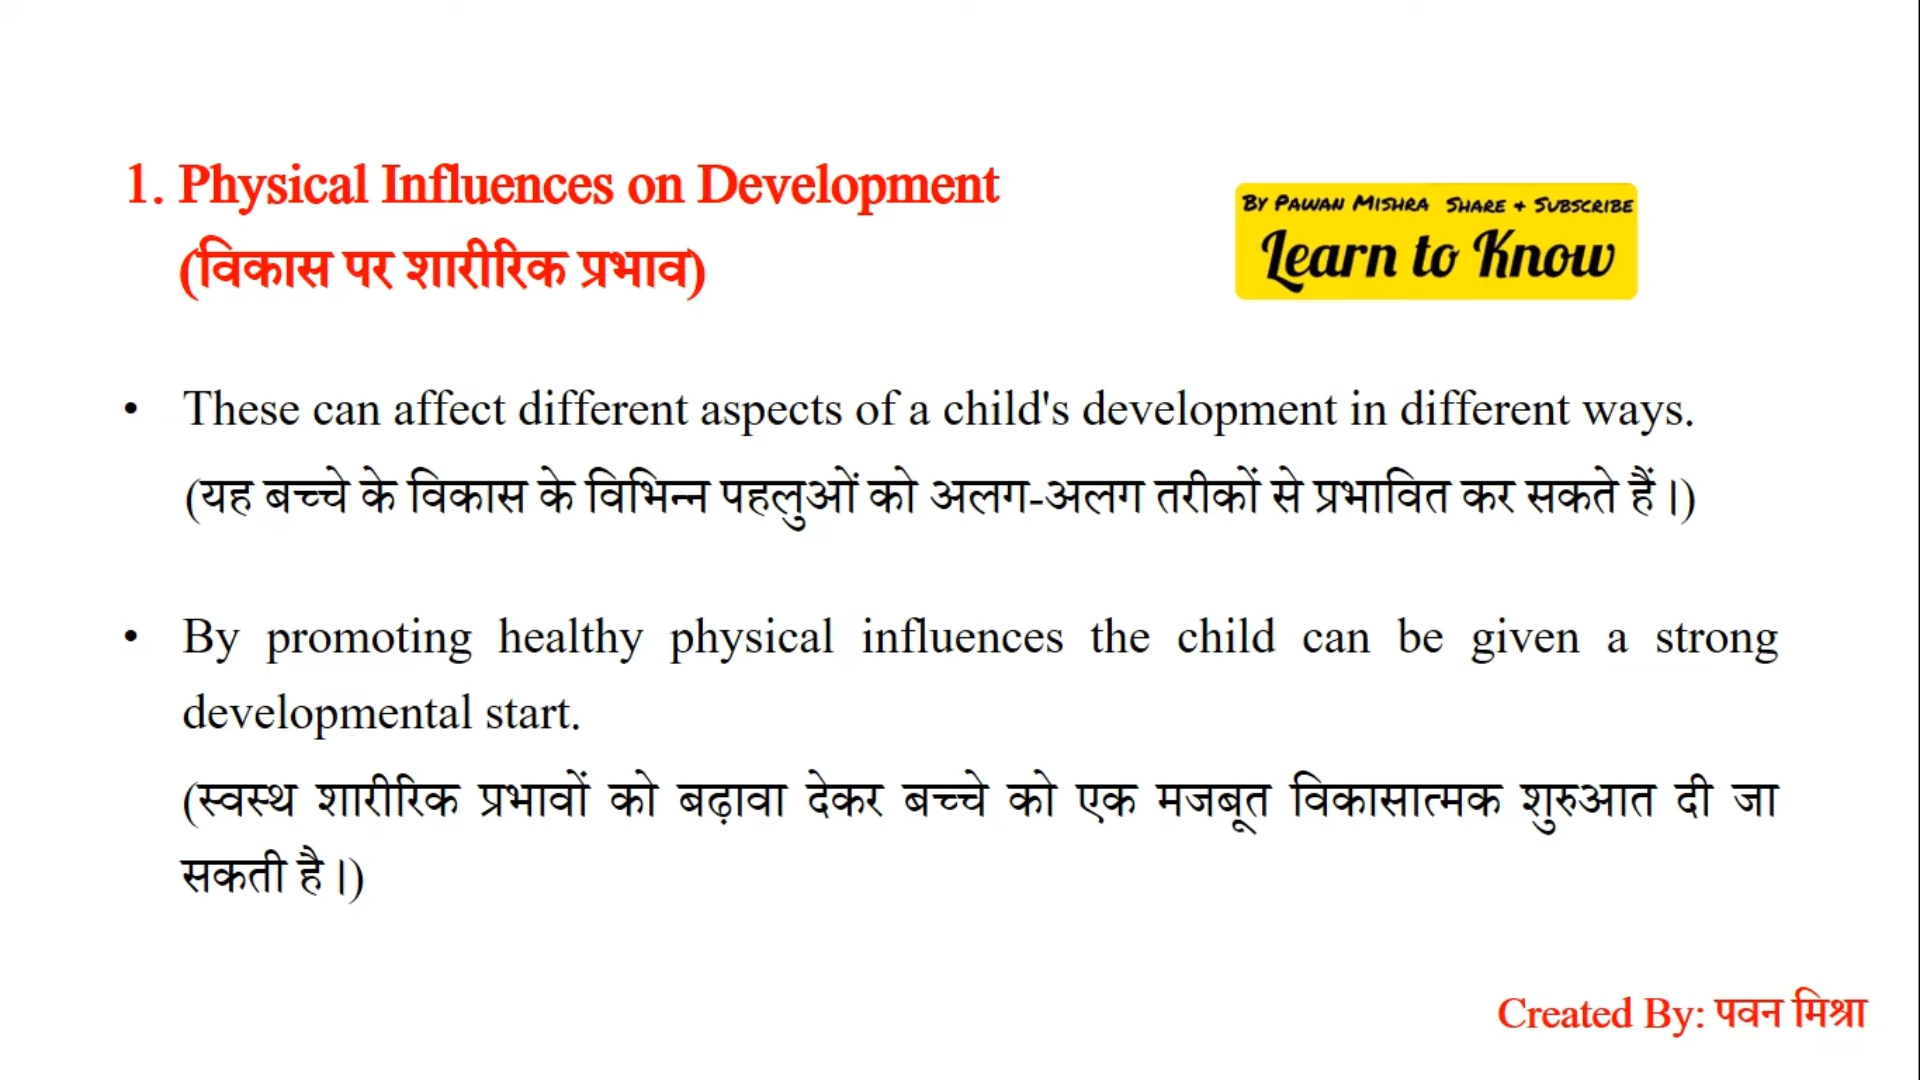 1. Physical Influences on Development
(विकास पर शारीरिक प्रभाव)
By Pawan Mishra Share + Subscribe
Learn to Know
• These can affect different aspects of a child's development in different ways.
(यह बच्चे के विकास के विभिन्न पहलुओं को अलग-अलग तरीकों से प्रभावित कर सकते हैं।)
• By promoting healthy physical influences the child can be given a strong
developmental start.
(स्वस्थ शारीरिक प्रभावों को बढ़ावा देकर बच्चे को एक मजबूत विकासात्मक शुरुआत दी जा
सकती है।)
Created By: पवन मिश्रा